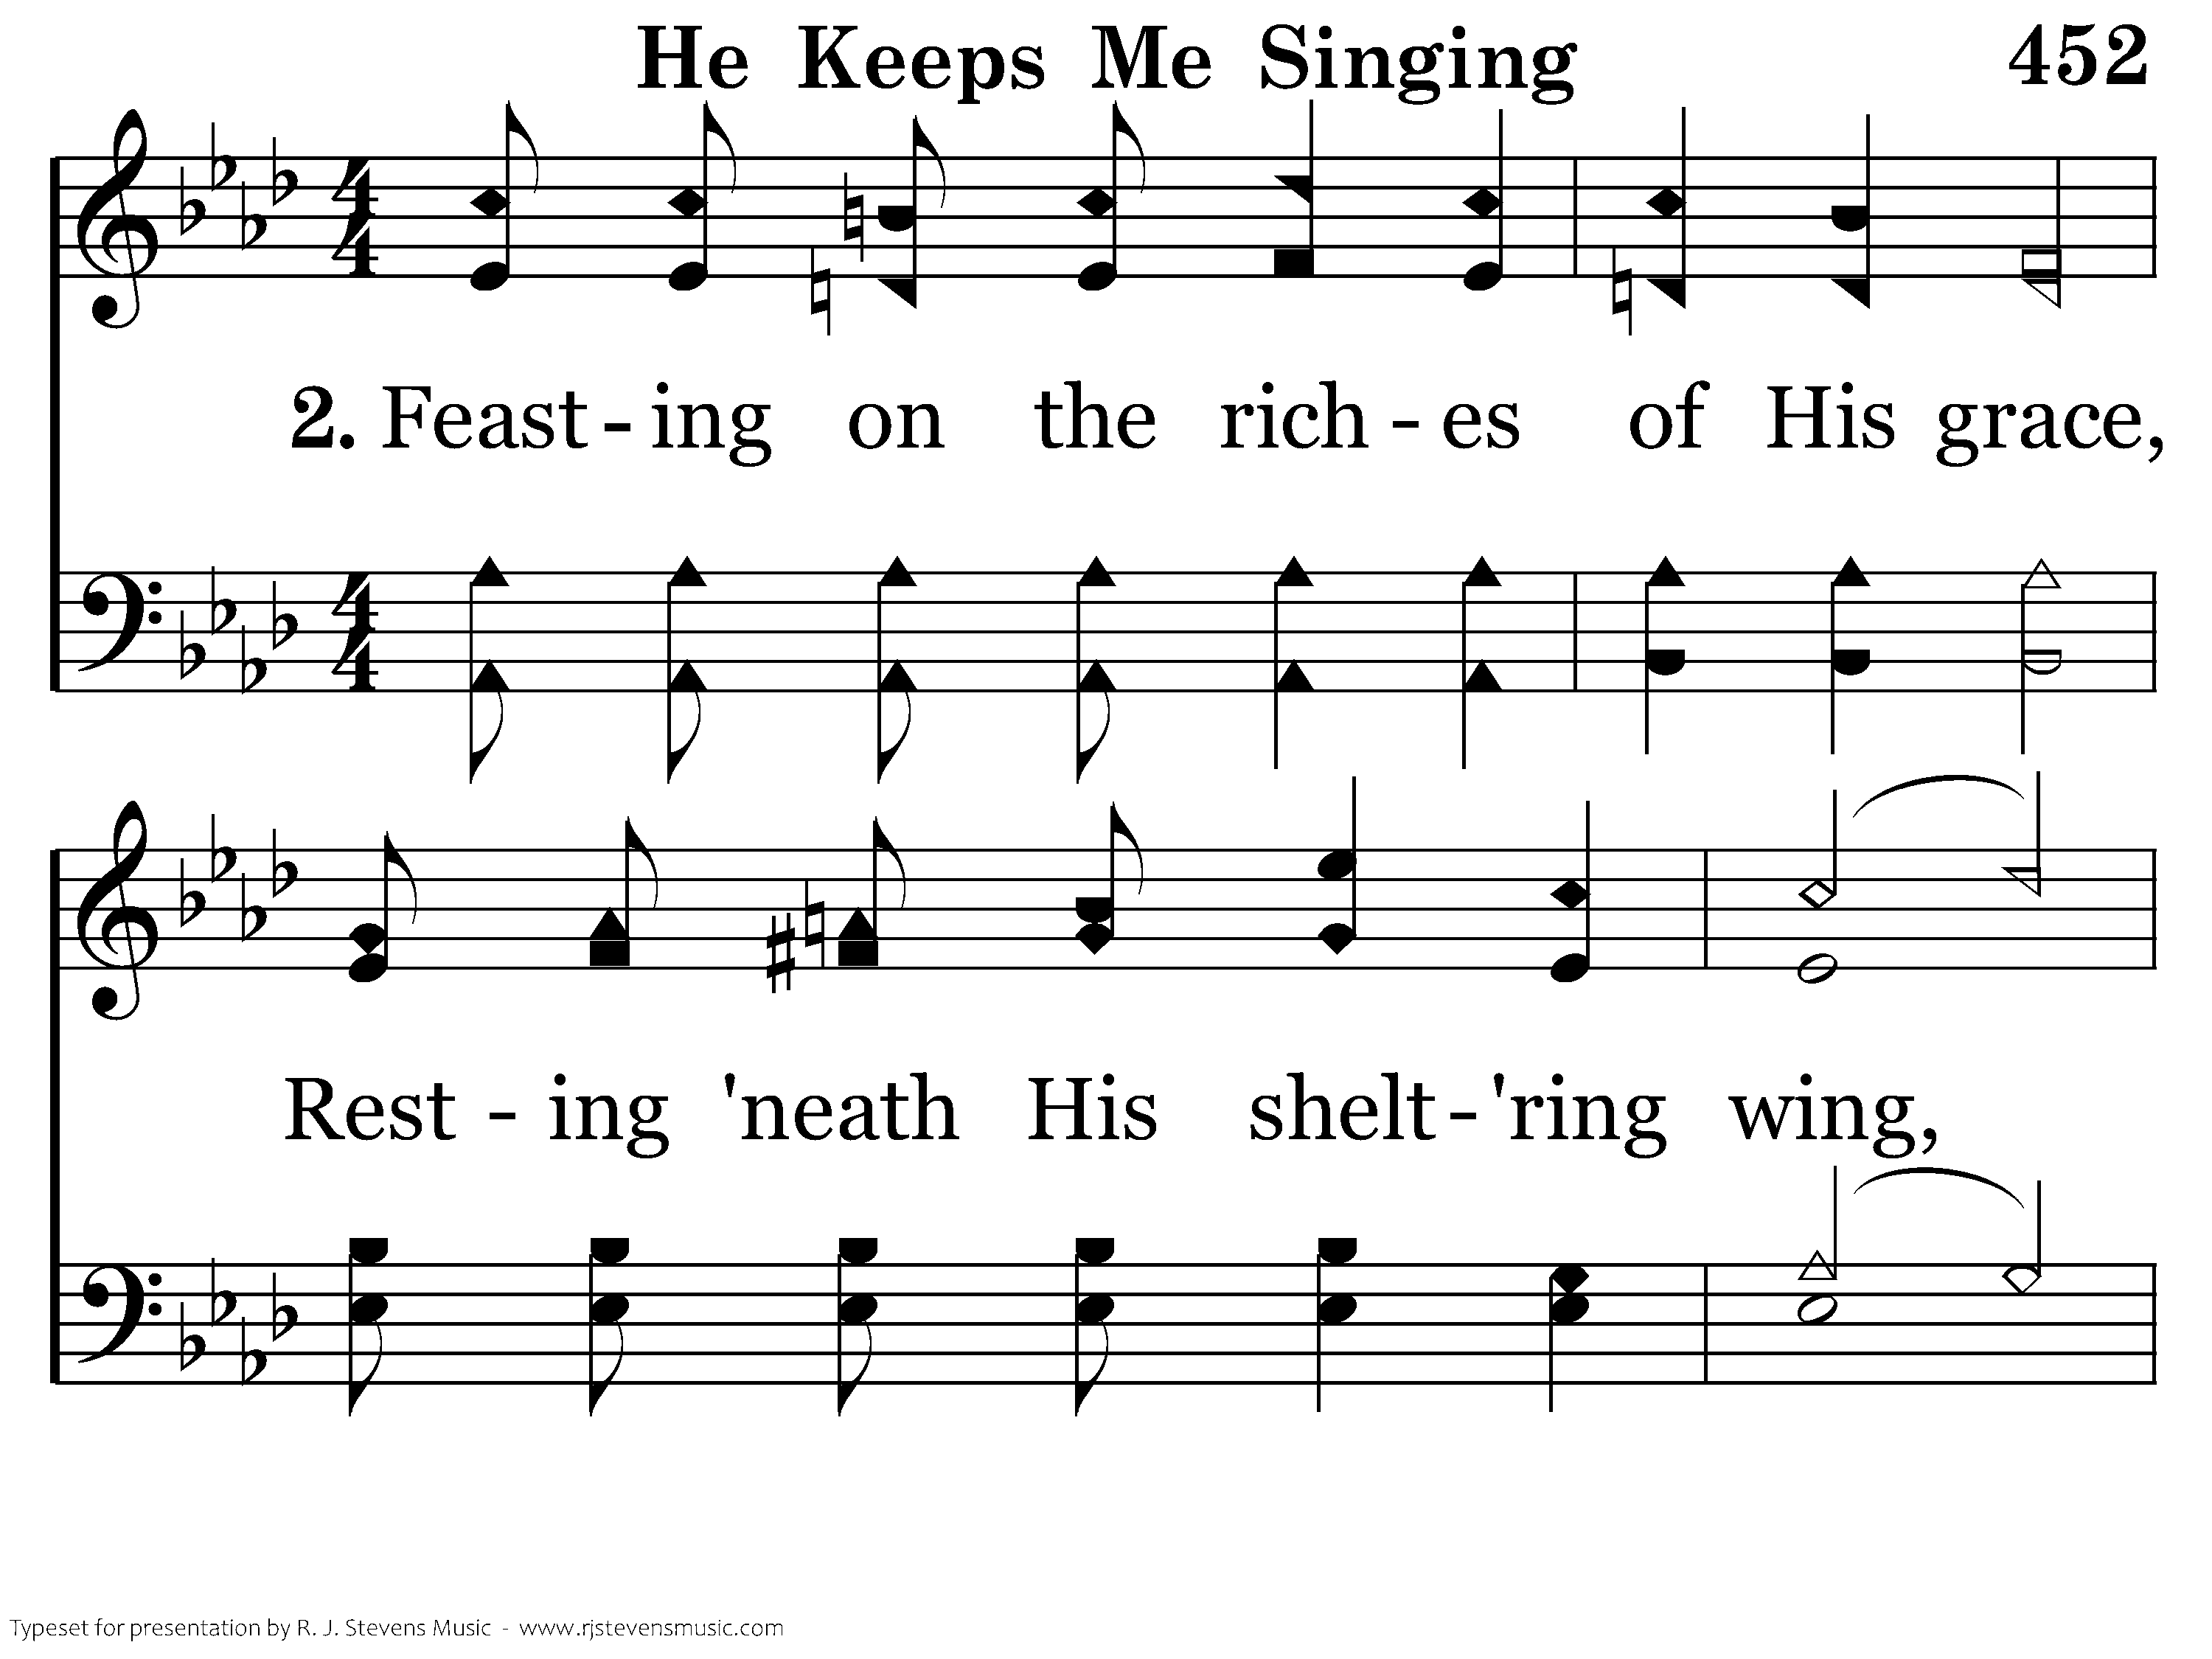 He Keeps Me Singing 452
2. Feast - ing on the rich - es of His grace,
Rest - ing 'neath His shelt - 'ring wing,
Typeset for presentation by R. J. Stevens Music - www.rjstevensmusic.com